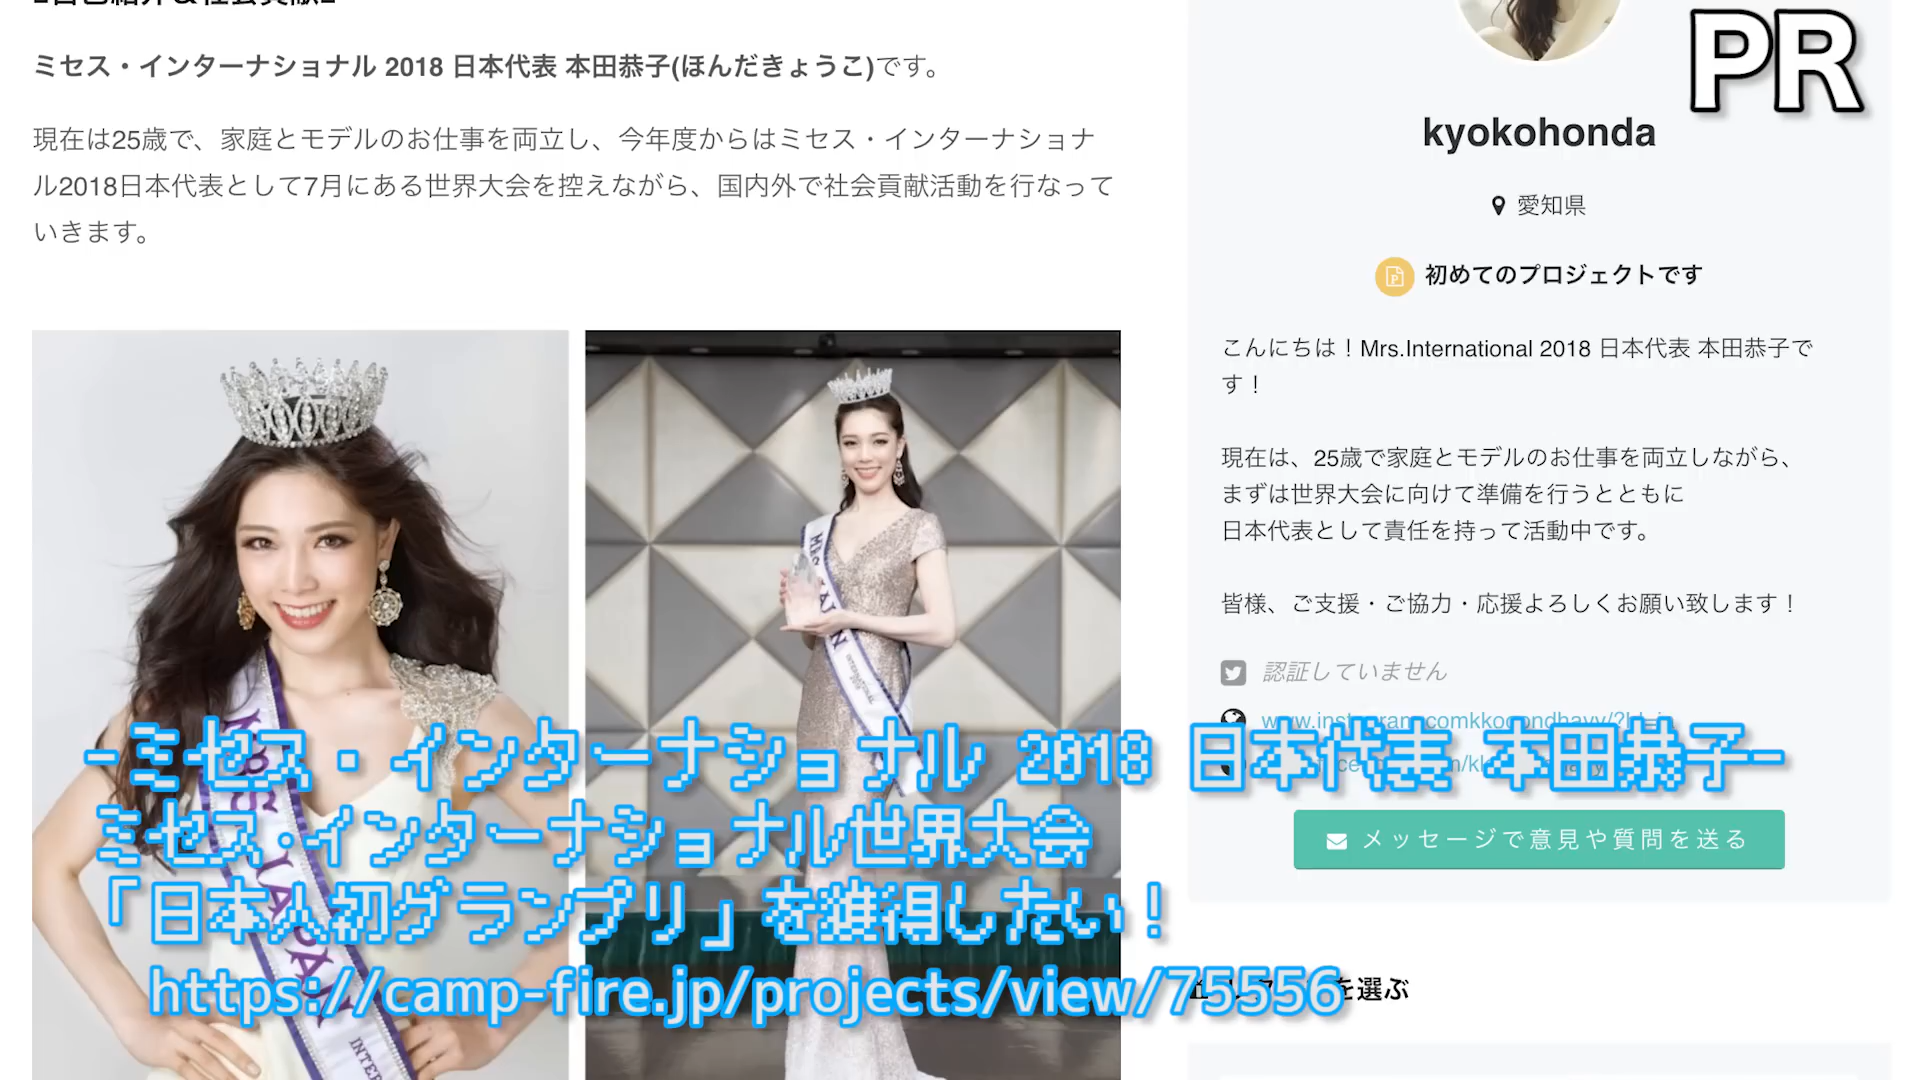 ミセス・インターナショナル 2018 日本代表 本田恭子(ほんだきょうこ)です。
現在は25歳で、家庭とモデルのお仕事を両立し、今年度からはミセス・インターナショナ
ル2018日本代表として7月にある世界大会を控えながら、国内外で社会貢献活動を行なって
いきます。
PR
kyokohonda
愛知県
初めてのプロジェクトです
こんにちは！Mrs.International 2018 日本代表 本田恭子で
す！
現在は、25歳で家庭とモデルのお仕事を両立しながら、
まずは世界大会に向けて準備を行うとともに
日本代表として責任を持って活動中です。
皆様、ご支援・ご協力・応援よろしくお願い致します！
認証していません
メッセージで意見や質問を送る
を選ぶ
-ミセス・インターナショナル 2018 日本代表 本田恭子-
ミセス・インターナショナル世界大会
「日本人初グランプリ」を獲得したい！
https://camp-fire.jp/projects/view/75556